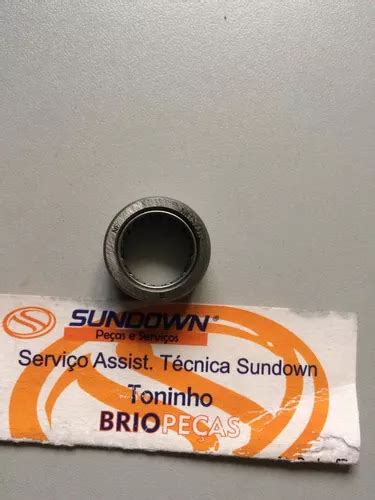 SUNDOWN®
Peças e Serviços
Serviço Assist. Técnica Sundown
Toninho
BRIOPEÇAS